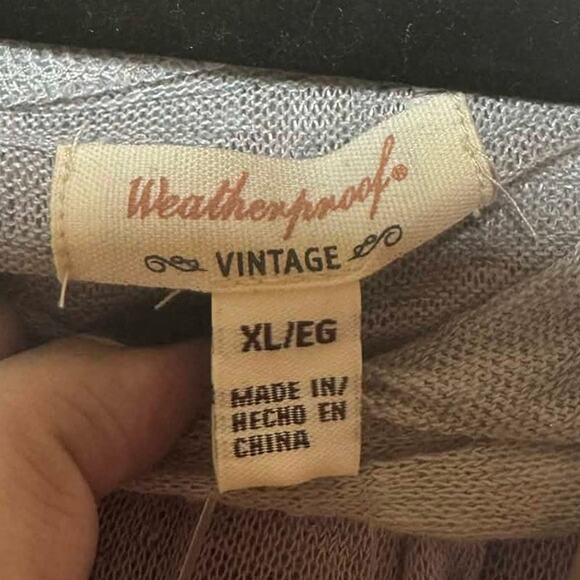 Weatherproof®
VINTAGE
XL/EG
MADE IN/
HECHO EN
CHINA